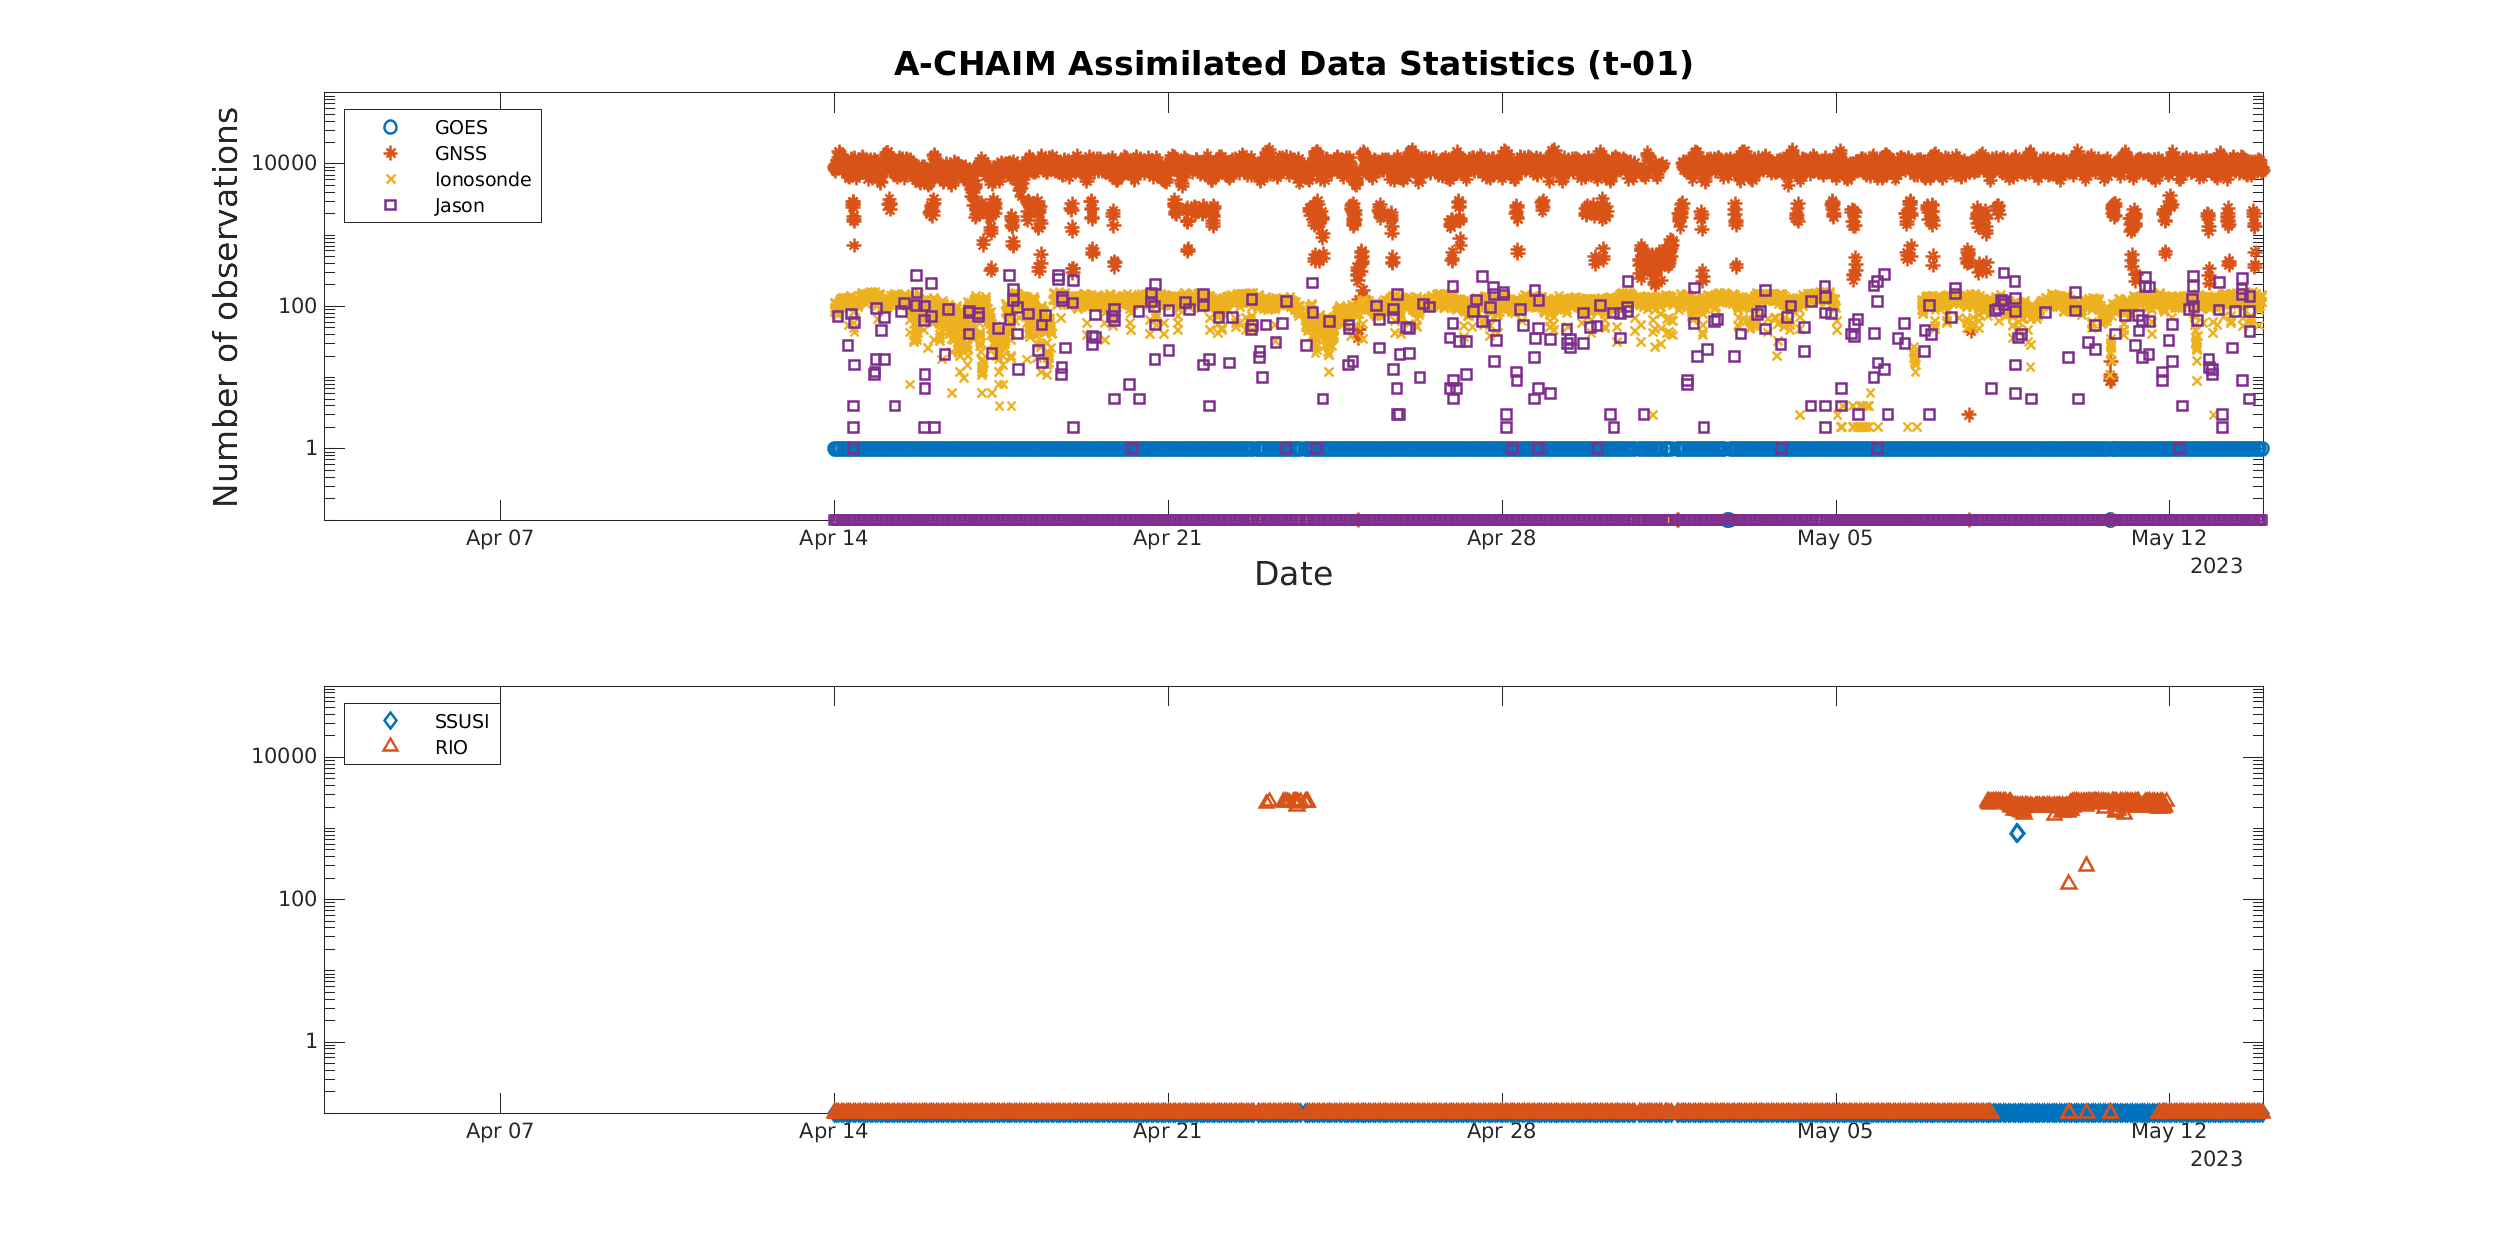 A-CHAIM Assimilated Data Statistics (t-01)
Number of observations
GOES
GNSS
Ionosonde
Jason
10000
100
1
Apr 07 Apr 14 Apr 21 Apr 28 May 05 May 12
2023
Date
SSUSI
RIO
10000
100
1
Apr 07 Apr 14 Apr 21 Apr 28 May 05 May 12
2023